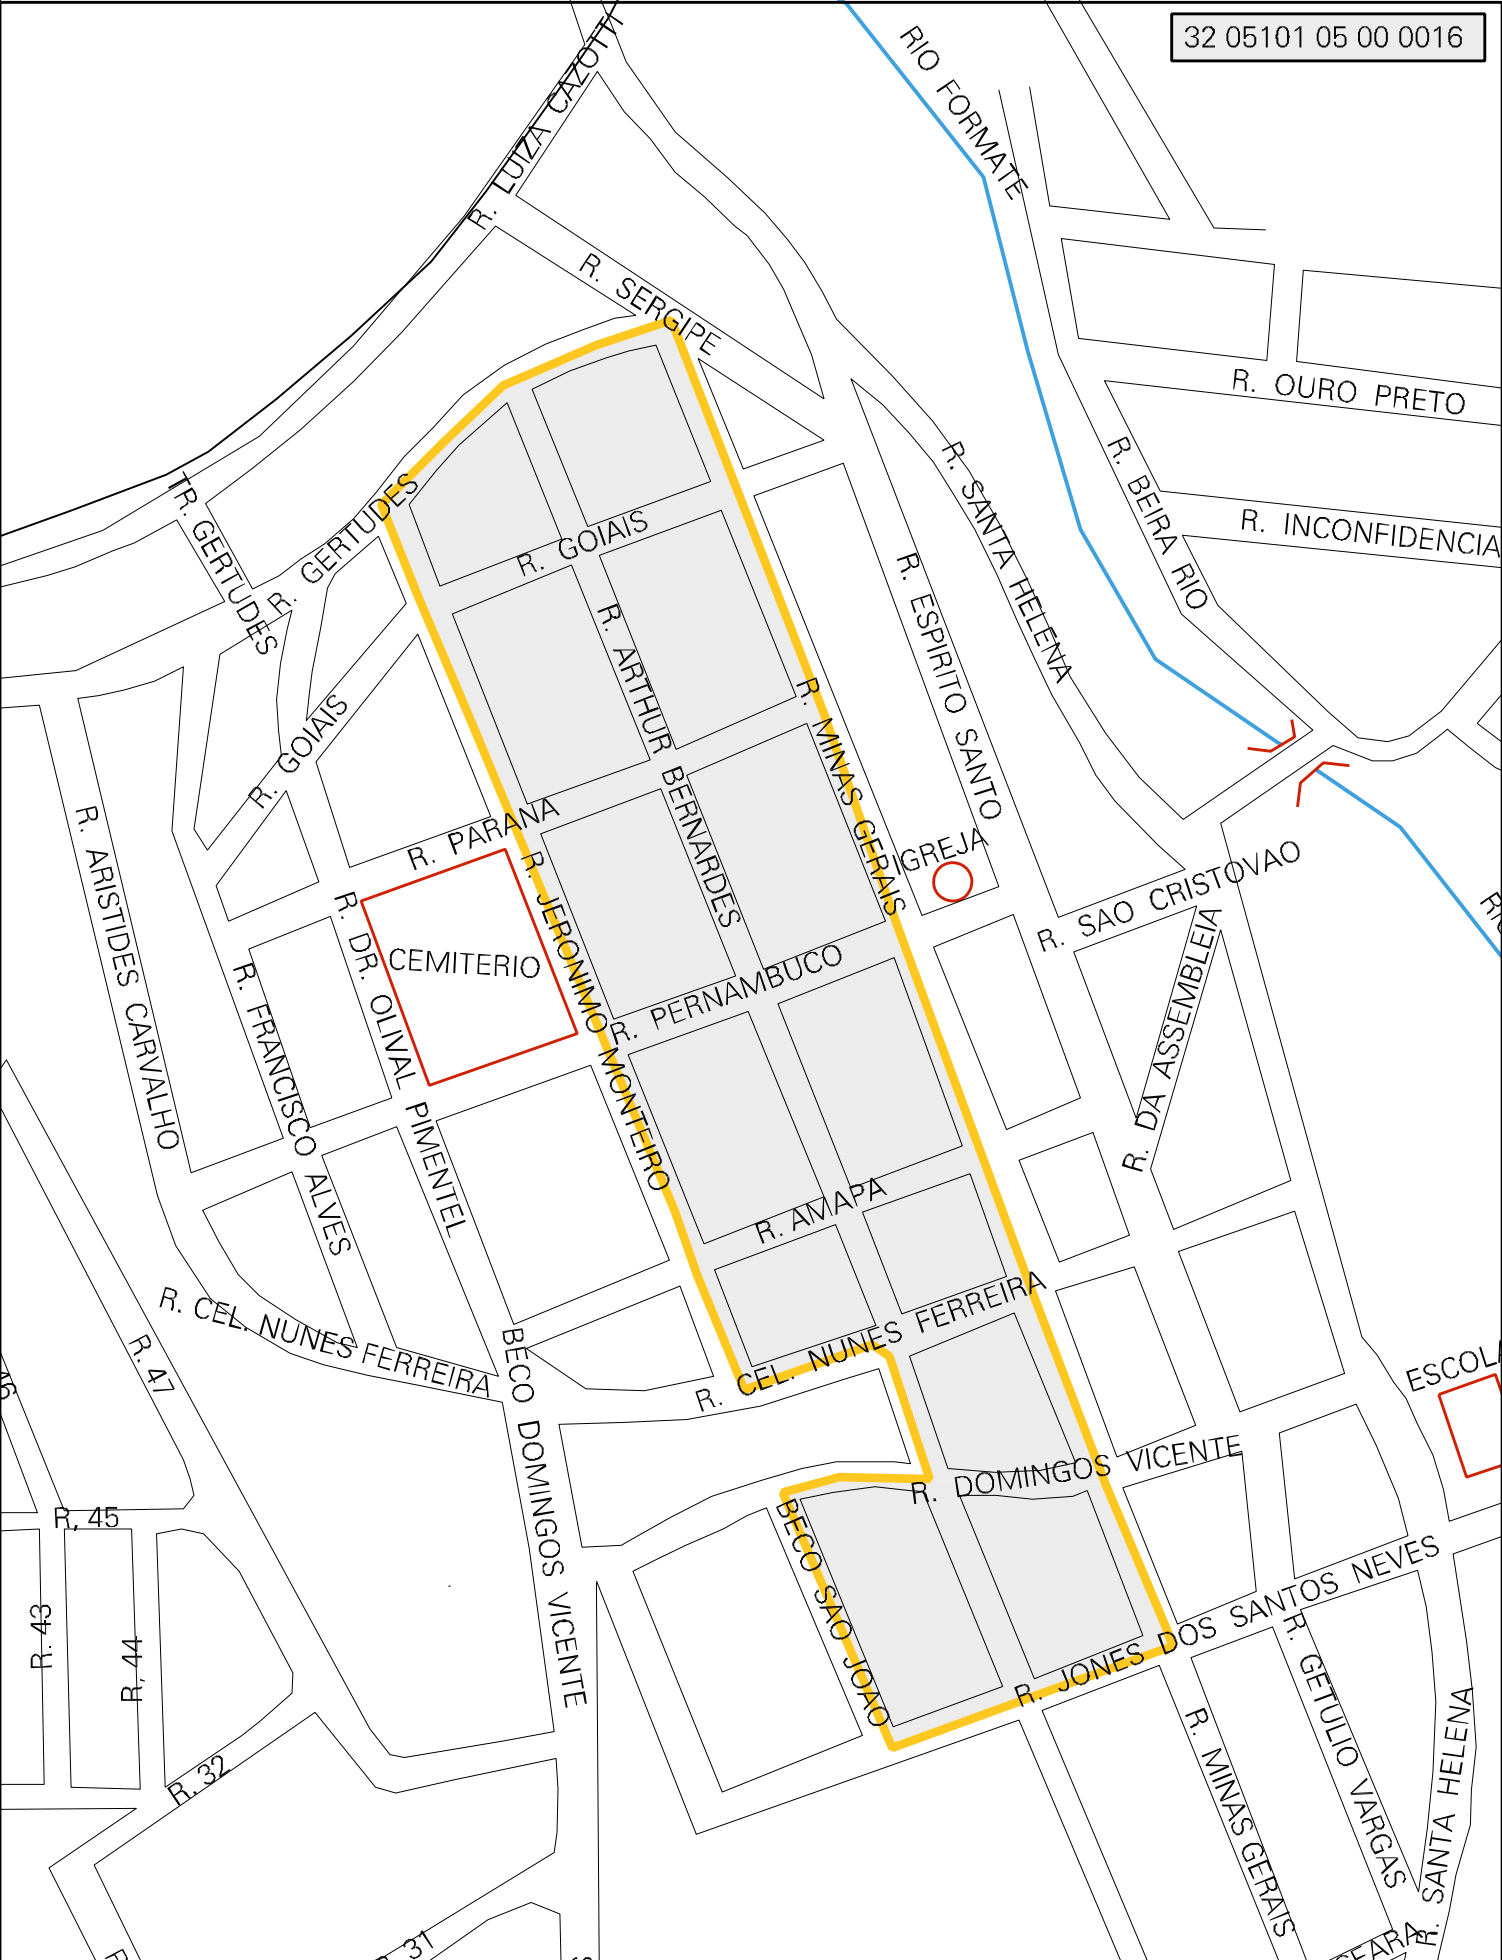 32 05101 05 00 0016
R. LUIZA CAZOTTI
RIO FORMATE
R. SERGIPE
R. OURO PRETO
R. BEIRA RIO
R. INCONFIDENCIA
R. SANTA HELENA
TR. GERTUDES
R. GERTUDES
R. GOIAIS
R. ARTHUR BERNARDES
R. ESPIRITO SANTO
R. MINAS GERAIS
R. GOIAIS
R. PARANA
IGREJA
R. SAO CRISTOVAO
R. ARISTIDES CARVALHO
R. FRANCISCO ALVES
R. DR. OLIVAL PIMENTEL
CEMITERIO
R. JERONIMO MONTEIRO
R. PERNAMBUCO
R. DA ASSEMBLEIA
R. AMAPA
R. CEL. NUNES FERREIRA
R. CEL. NUNES FERREIRA
R. 47
BECO DOMINGOS VICENTE
ESCOLA
R. DOMINGOS VICENTE
R, 45
BECO SAO JOAO
R. JONES DOS SANTOS NEVES
R. 43
R, 44
R. GETULIO VARGAS
R. MINAS GERAIS
R. SANTA HELENA
R. 32
31
CEARA